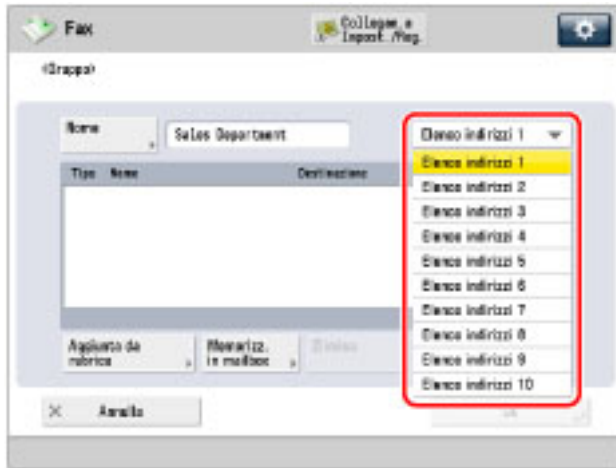 Fax
Collegam. e
Impost./Reg.
<Gruppo>
Nome
Sales Department
Elenco indirizzi 1
Tipo Nome
Destinazione
Elenco indirizzi 1
Elenco indirizzi 2
Elenco indirizzi 3
Elenco indirizzi 4
Elenco indirizzi 5
Elenco indirizzi 6
Elenco indirizzi 7
Elenco indirizzi 8
Elenco indirizzi 9
Elenco indirizzi 10
Aggiunta da
rubrica
Memorizz.
in mailbox
Elimina
Annulla
OK